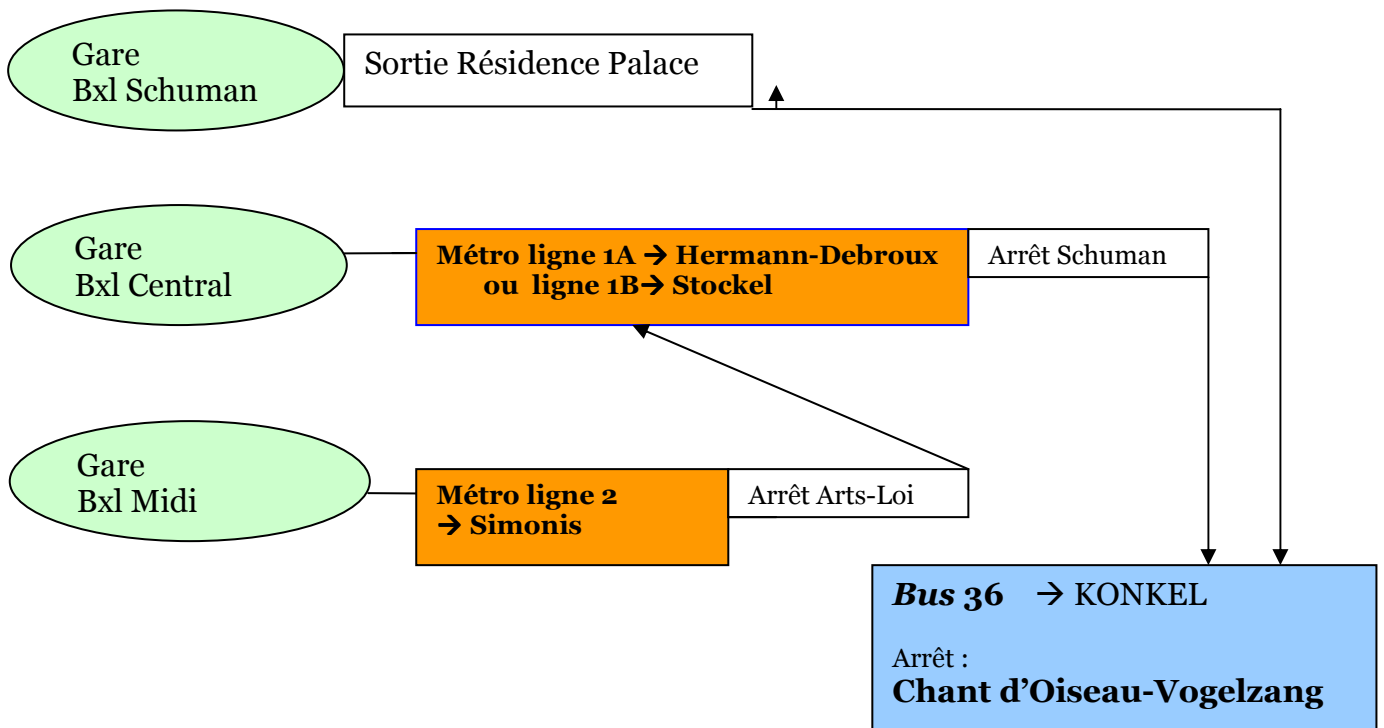 Gare
Bxl Schuman
Sortie Résidence Palace
Gare
Bxl Central
Métro ligne 1A → Hermann-Debroux
ou ligne 1B→ Stockel
Arrêt Schuman
Gare
Bxl Midi
Métro ligne 2
→ Simonis
Arrêt Arts-Loi
Bus 36 → KONKEL
Arrêt :
Chant d’Oiseau-Vogelzang